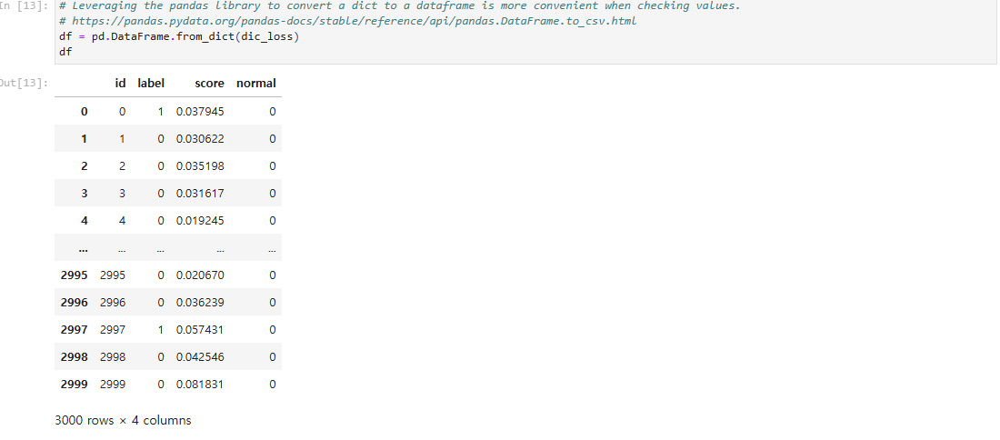 In [13]: # Leveraging the pandas library to convert a dict to a dataframe is more convenient when checking values.
# https://pandas.pydata.org/pandas-docs/stable/reference/api/pandas.DataFrame.to_csv.html
df = pd.DataFrame.from_dict(dic_loss)
df
Out[13]:
id label score normal
0 0 1 0.037945 0
1 1 0 0.030622 0
2 2 0 0.035198 0
3 3 0 0.031617 0
4 4 0 0.019245 0
... ... ... ... ...
2995 2995 0 0.020670 0
2996 2996 0 0.036239 0
2997 2997 1 0.057431 0
2998 2998 0 0.042546 0
2999 2999 0 0.081831 0
3000 rows × 4 columns